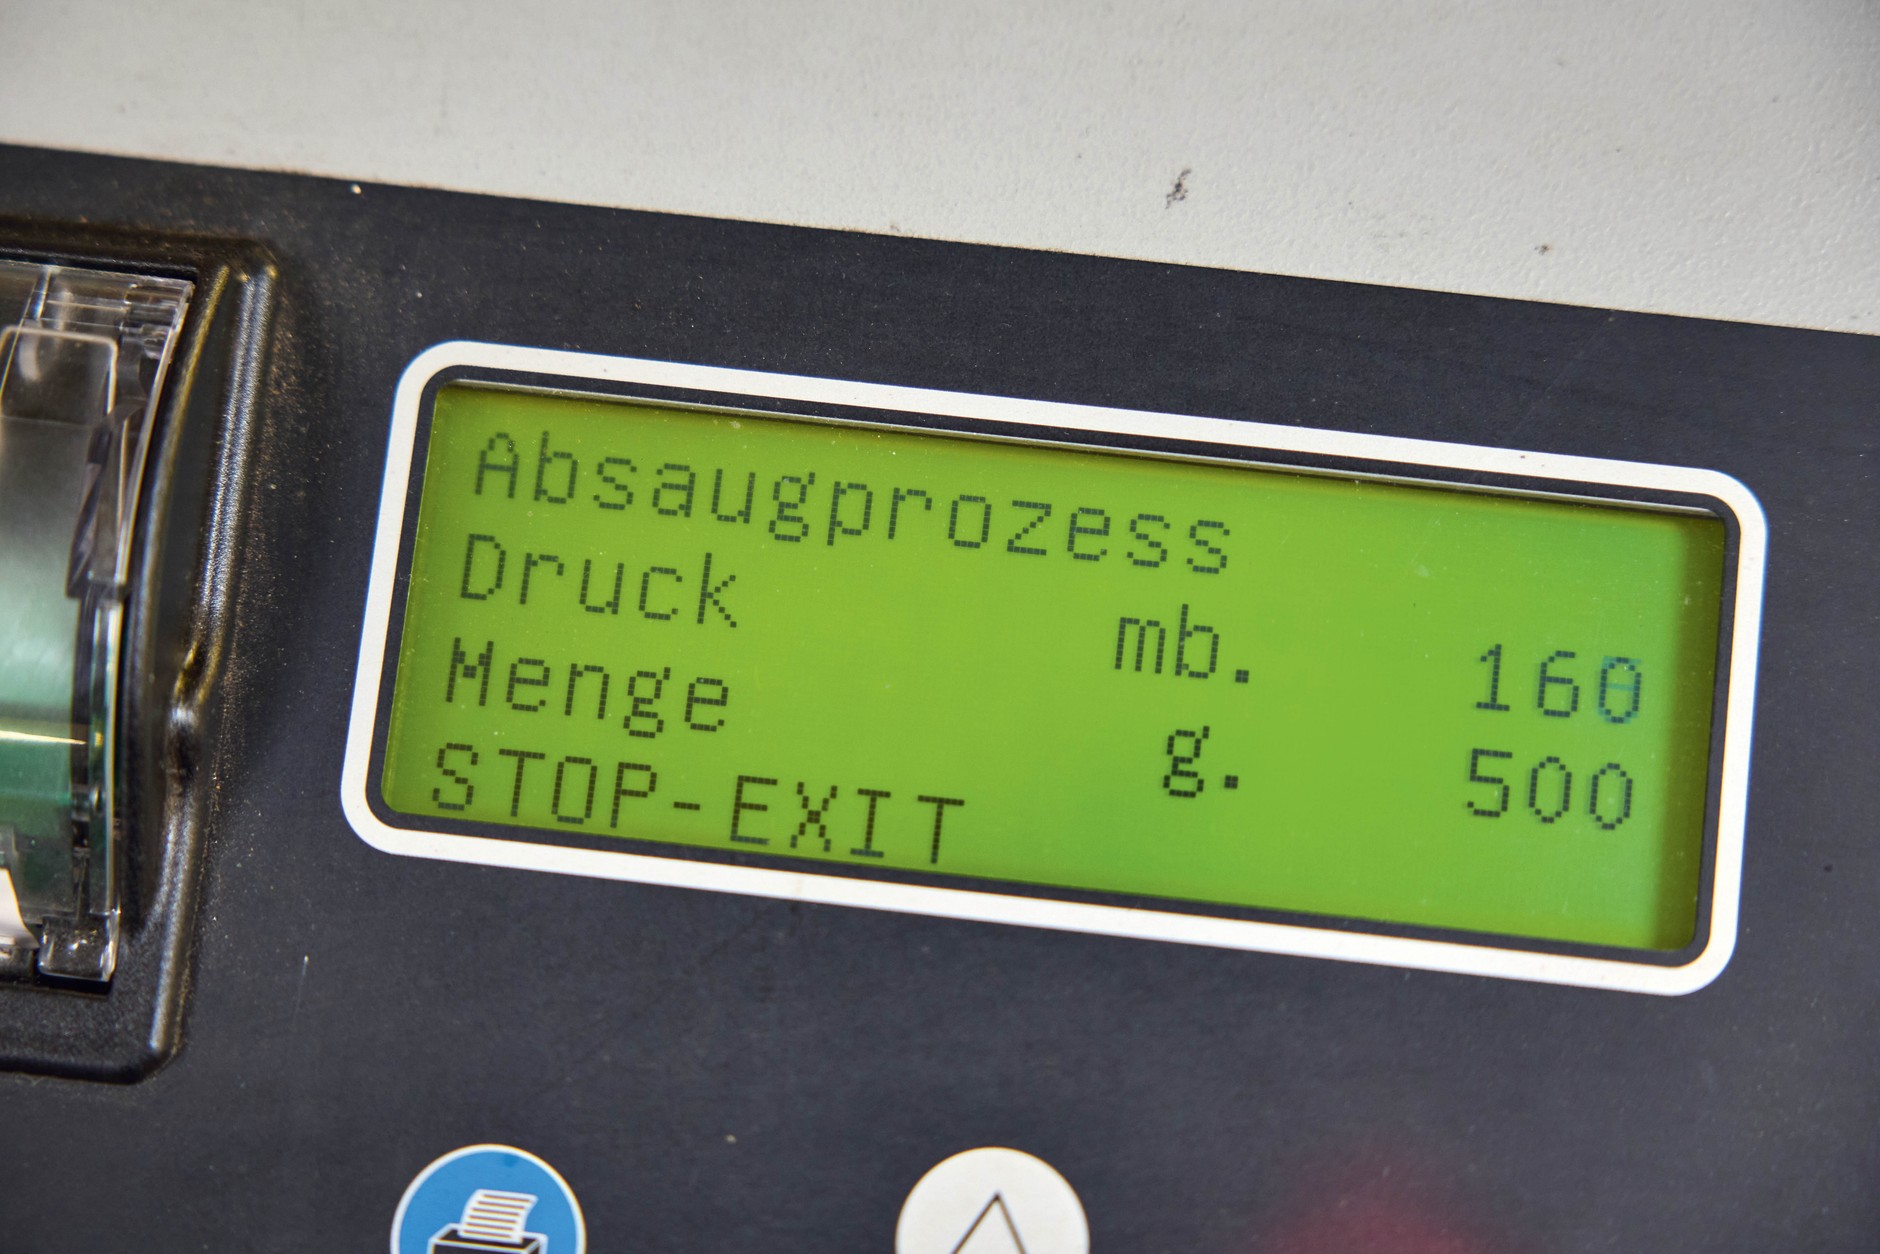 Absaugprozess
Druck mb. 160
Menge g. 500
STOP-EXIT